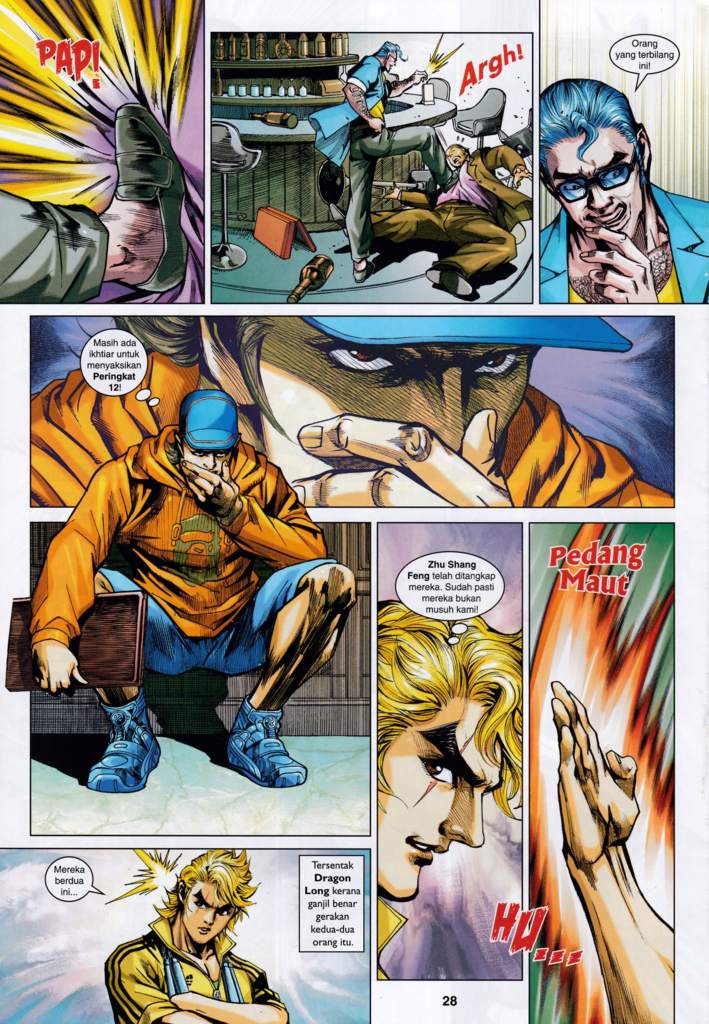 PAP!
Argh!
Orang
yang terbilang
ini!
Masih ada
ikhtiar untuk
menyaksikan
Peringkat
12!
Zhu Shang
Feng telah ditangkap
mereka. Sudah pasti
mereka bukan
musuh kami!
Pedang
Maut
Mereka
berdua
ini...
Tersentak
Dragon
Long kerana
ganjil benar
gerakan
kedua-dua
orang itu.
HU...
28